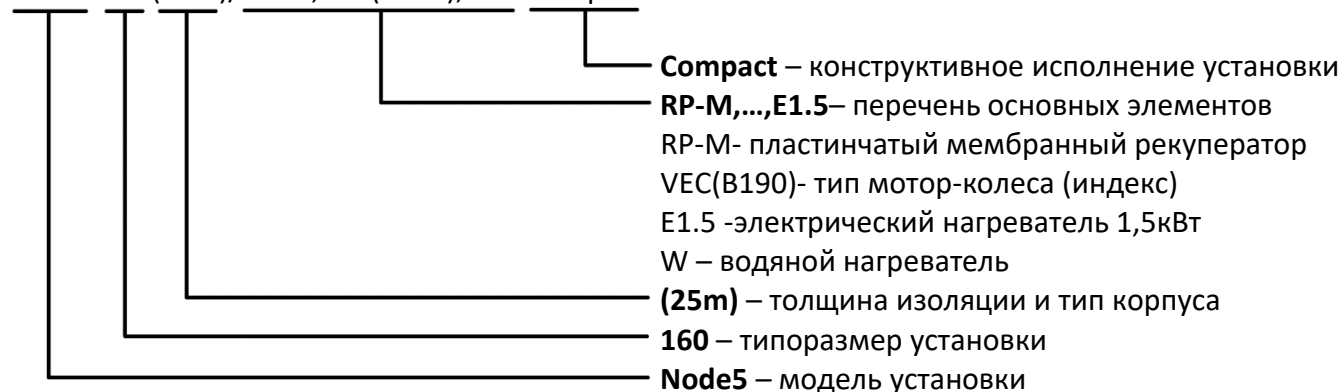 Compact – конструктивное исполнение установки
RP-M,...,E1.5– перечень основных элементов
RP-M- пластинчатый мембранный рекуператор
VEC(B190)- тип мотор-колеса (индекс)
E1.5 -электрический нагреватель 1,5кВт
W – водяной нагреватель
(25m) – толщина изоляции и тип корпуса
160 – типоразмер установки
Node5 – модель установки